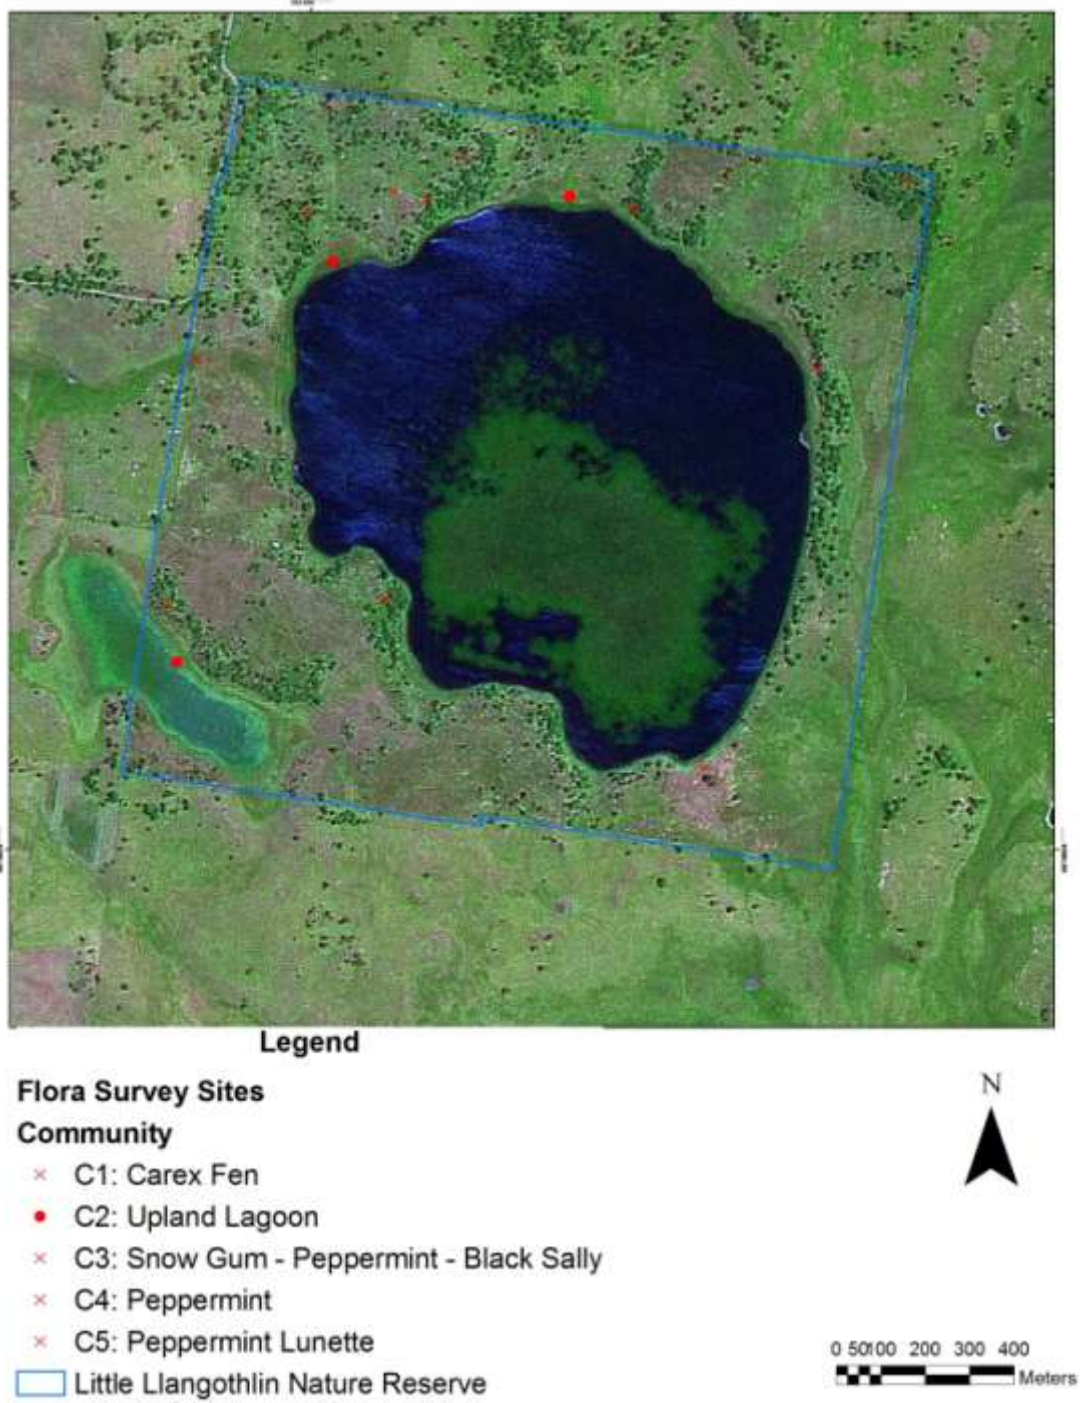 Legend
Flora Survey Sites
Community
C1: Carex Fen
C2: Upland Lagoon
C3: Snow Gum - Peppermint - Black Sally
C4: Peppermint
C5: Peppermint Lunette
Little Llangothlin Nature Reserve
N
0 50100 200 300 400
Meters